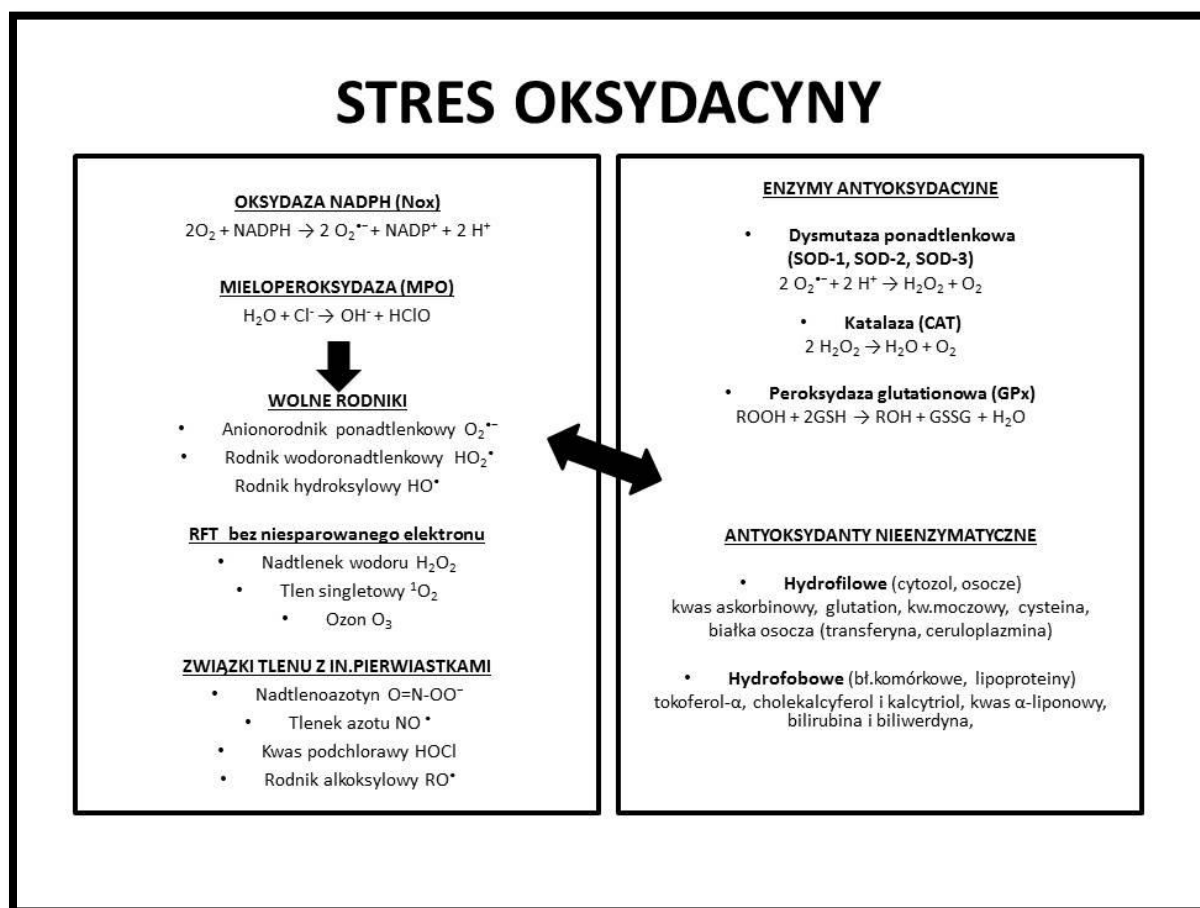 STRES OKSYDACYNY
OKSYDAZA NADPH (Nox)
2O₂ + NADPH → 2 O₂•⁻ + NADP⁺ + 2 H⁺
MIELOPEROKSYDAZA (MPO)
H₂O + Cl⁻ → OH⁻ + HClO
WOLNE RODNIKI
• Anionorodnik ponadtlenkowy O₂•⁻
• Rodnik wodoronadtlenkowy HO₂•
Rodnik hydroksylowy HO•
RFT bez niesparowanego elektronu
• Nadtlenek wodoru H₂O₂
• Tlen singletowy ¹O₂
• Ozon O₃
ZWIĄZKI TLENU Z IN.PIERWIASTKAMI
• Nadtlenoazotyn O=N-OO⁻
• Tlenek azotu NO •
• Kwas podchlorawy HOCl
• Rodnik alkoksylowy RO•
ENZYMY ANTYOKSYDACYJNE
• Dysmutaza ponadtlenkowa
(SOD-1, SOD-2, SOD-3)
2 O₂•⁻ + 2 H⁺ → H₂O₂ + O₂
• Katalaza (CAT)
2 H₂O₂ → H₂O + O₂
• Peroksydaza glutationowa (GPx)
ROOH + 2GSH → ROH + GSSG + H₂O
ANTYOKSYDANTY NIEENZYMATYCZNE
• Hydrofilowe (cytozol, osocze)
kwas askorbinowy, glutation, kw.moczowy, cysteina,
białka osocza (transferyna, ceruloplazmina)
• Hydrofobowe (bł.komórkowe, lipoproteiny)
tokoferol-α, cholekalcyferol i kalcytriol, kwas α-liponowy,
bilirubina i biliwerdyna,